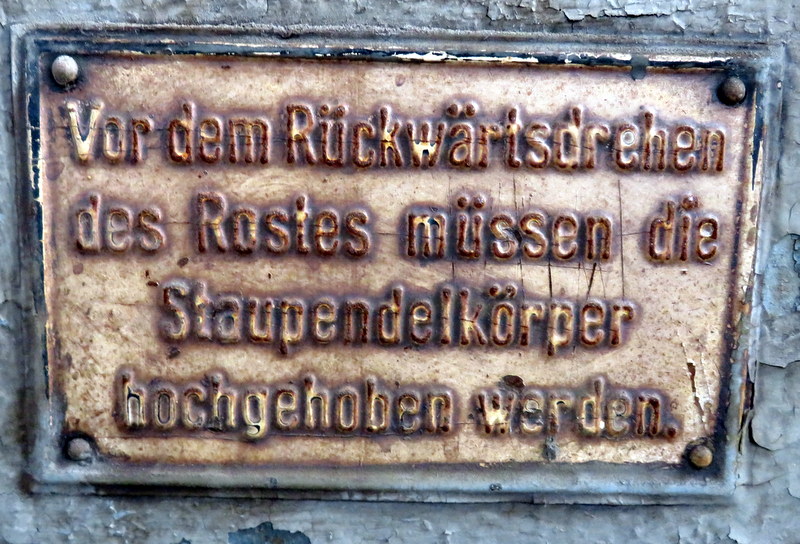 Vor dem Rückwärtsdrehen
des Rostes müssen die
Staupendelkörper
hochgehoben werden.